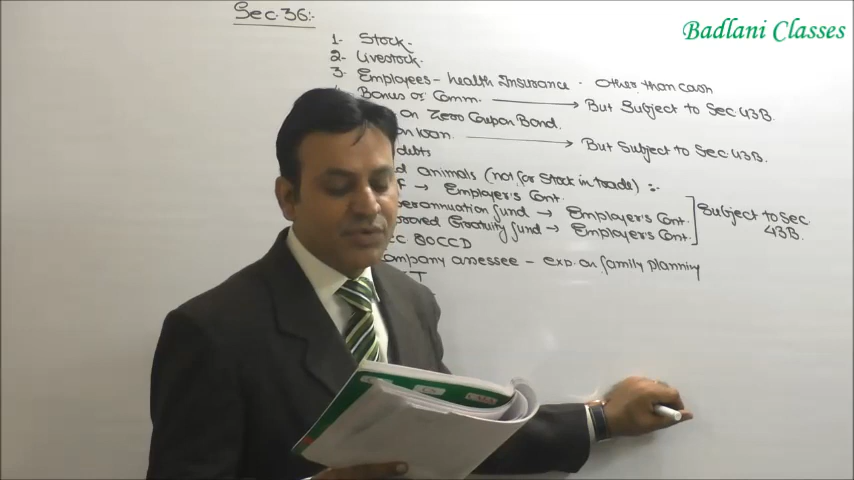 Badlani Classes
Sec. 36:-
1- Stock.
2- Livestock.
3- Employees - health Insurance. Other than cash
Bonus or Comm. → But Subject to Sec. 43B.
on Zero Coupon Bond.
on loan. → But Subject to Sec. 43B.
debts
animals (not for Stock in trade) :-
F → Employer's Cont.
Superannuation fund → Employer's Cont.
Approved Gratuity fund → Employer's Cont.
Subject to Sec.
43B.
80CCD
Company assessee - exp. on family planning
T